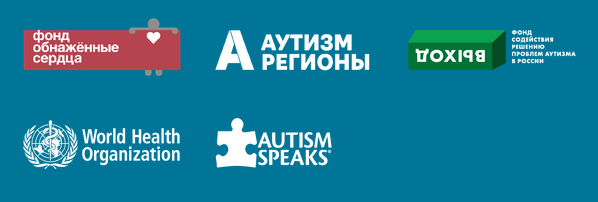 фонд
обнажённые
сердца
АУТИЗМ
РЕГИОНЫ
ВЫХОД
ФОНД
СОДЕЙСТВИЯ
РЕШЕНИЮ
ПРОБЛЕМ АУТИЗМА
В РОССИИ
World Health
Organization
AUTISM
SPEAKS®